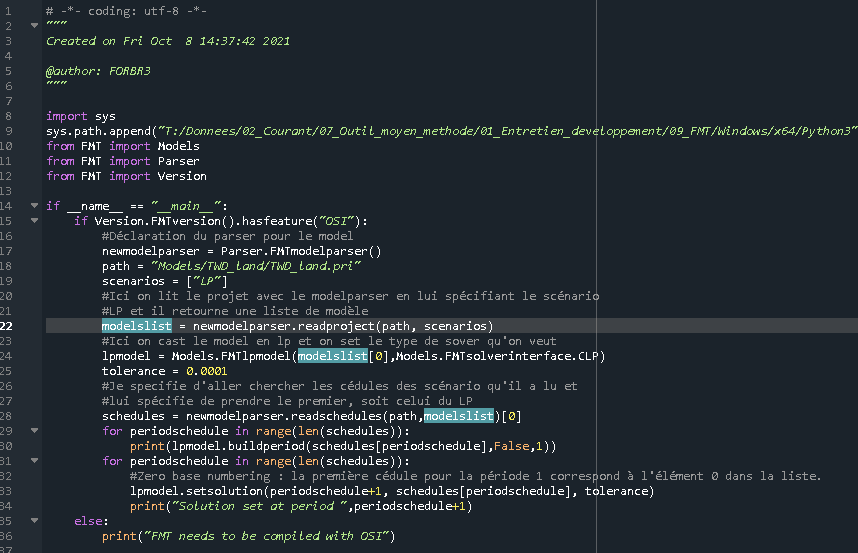 1 # -*- coding: utf-8 -*-
2 """
3 Created on Fri Oct  8 14:37:42 2021
4
5 @author: FORBR3
6 """
7
8 import sys
9 sys.path.append("T:/Donnees/02_Courant/07_Outil_moyen_methode/01_Entretien_developpement/09_FMT/Windows/x64/Python3"
10 from FMT import Models
11 from FMT import Parser
12 from FMT import Version
13
14 if __name__ == "__main__":
15     if Version.FMTversion().hasfeature("OSI"):
16         #Déclaration du parser pour le model
17         newmodelparser = Parser.FMTmodelparser()
18         path = "Models/TWD_land/TWD_land.pri"
19         scenarios = ["LP"]
20         #Ici on lit le projet avec le modelparser en lui spécifiant le scénario
21         #LP et il retourne une liste de modèle
22         modelslist = newmodelparser.readproject(path, scenarios)
23         #Ici on cast le model en lp et on set le type de sover qu'on veut
24         lpmodel = Models.FMTlpmodel(modelslist[0],Models.FMTsolverinterface.CLP)
25         tolerance = 0.0001
26         #Je specifie d'aller chercher les cédules des scénario qu'il a lu et
27         #lui spécifie de prendre le premier, soit celui du LP
28         schedules = newmodelparser.readschedules(path,modelslist)[0]
29         for periodschedule in range(len(schedules)):
30             print(lpmodel.buildperiod(schedules[periodschedule],False,1))
31         for periodschedule in range(len(schedules)):
32             #Zero base numbering : la première cédule pour la période 1 correspond à l'élément 0 dans la liste.
33             lpmodel.setsolution(periodschedule+1, schedules[periodschedule], tolerance)
34             print("Solution set at period ",periodschedule+1)
35     else:
36         print("FMT needs to be compiled with OSI")
37